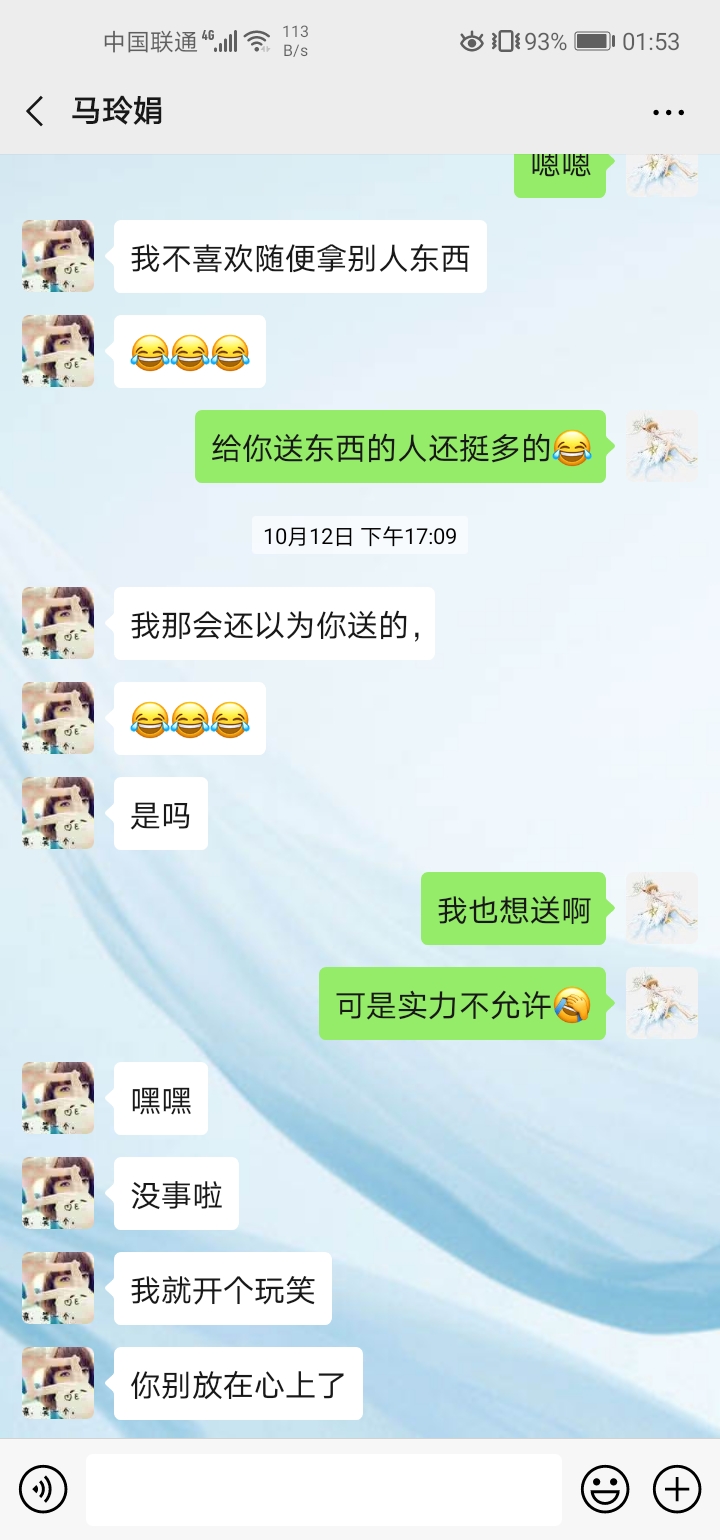 中国联通 4G 113 B/s 93% 01:53
马玲娟
嗯嗯
我不喜欢随便拿别人东西
😂😂😂
给你送东西的人还挺多的😂
10月12日 下午17:09
我那会还以为你送的,
😂😂😂
是吗
我也想送啊
可是实力不允许🤦
嘿嘿
没事啦
我就开个玩笑
你别放在心上了